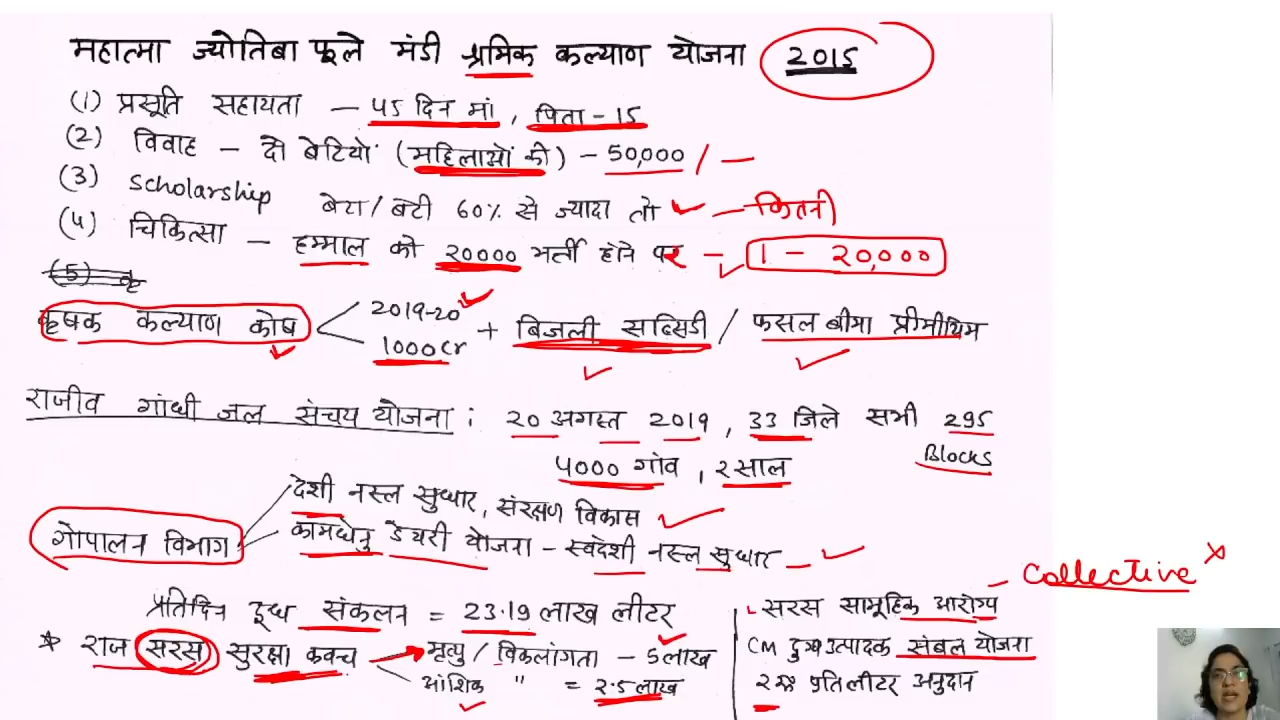 महात्मा ज्योतिबा फूले मंडी श्रमिक कल्याण योजना 2015
(1) प्रसूति सहायता – 45 दिन मां, पिता – 15
(2) विवाह – दो बेटियों (महिलाओं की) – 50,000/–
(3) Scholarship बेटा/बेटी 60% से ज्यादा तो – कितनी
(4) चिकित्सा – हम्माल को 20000 भर्ती होने पर – 1 – 20,000
(5)
कृषक कल्याण कोष 2019-20 1000Cr + बिजली सब्सिडी / फसल बीमा प्रीमीयिम
राजीव गांधी जल संचय योजना : 20 अगस्त 2019, 33 जिले सभी 295 Blocks
4000 गांव, 2 साल
गोपालन विभाग देशी नस्ल सुधार, संरक्षण विकास
कामधेनु डेयरी योजना – स्वदेशी नस्ल सुधार –
प्रतिदिन दूध संकलन = 23.19 लाख लीटर
* राज सरस सुरक्षा कवच मृत्यु / विकलांगता – 5 लाख
आंशिक " = 2.5 लाख
सरस सामूहिक आरोग्य – Collective
CM दुग्ध उत्पादक संबल योजना
2 रू प्रतिलीटर अनुदान